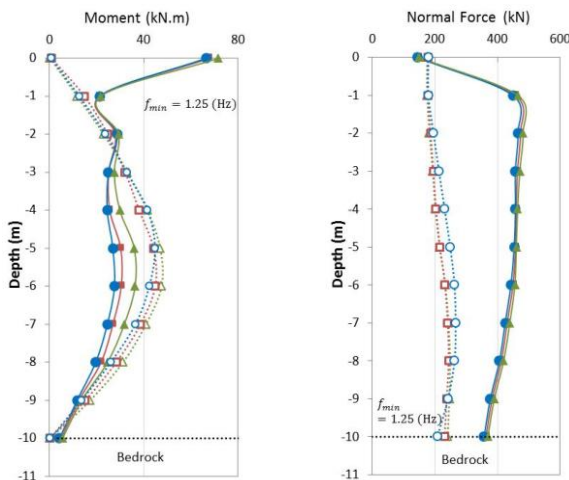 Moment (kN.m)
0 40 80
0
-1
-2
-3
-4
-5
-6
-7
-8
-9
-10
-11
Depth (m)
f_min = 1.25 (Hz)
Bedrock
Normal Force (kN)
0 200 400 600
0
-1
-2
-3
-4
-5
-6
-7
-8
-9
-10
-11
Depth (m)
f_min
= 1.25 (Hz)
Bedrock